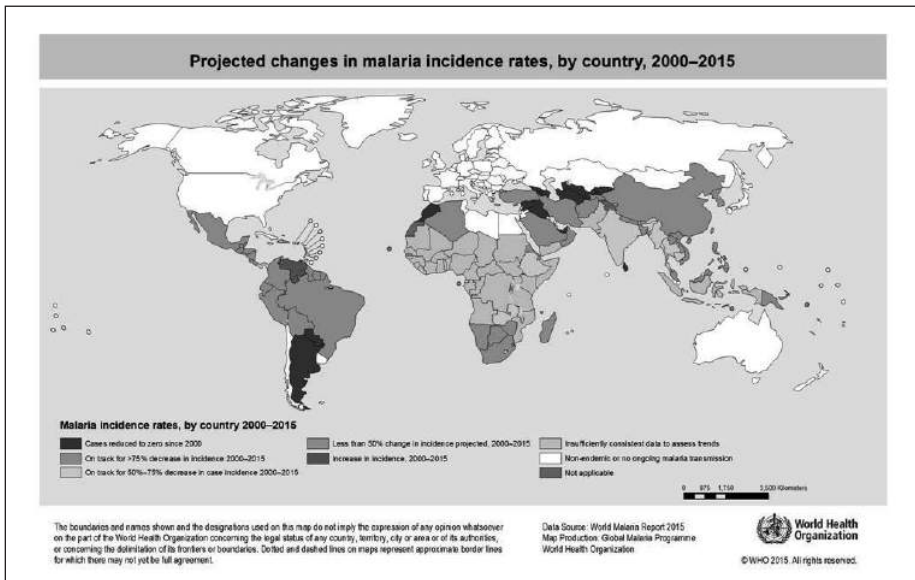 Projected changes in malaria incidence rates, by country, 2000–2015
Malaria incidence rates, by country 2000–2015
Cases reduced to zero since 2000
On track for >75% decrease in incidence 2000–2015
On track for 50%–75% decrease in case incidence 2000–2015
Less than 50% change in incidence projected, 2000–2015
Increase in incidence, 2000–2015
Insufficiently consistent data to assess trends
Non-endemic or no ongoing malaria transmission
Not applicable
0 875 1,750 3,500 Kilometers
The boundaries and names shown and the designations used on this map do not imply the expression of any opinion whatsoever
on the part of the World Health Organization concerning the legal status of any country, territory, city or area or of its authorities,
or concerning the delimitation of its frontiers or boundaries. Dotted and dashed lines on maps represent approximate border lines
for which there may not yet be full agreement.
Data Source: World Malaria Report 2015
Map Production: Global Malaria Programme
World Health Organization
World Health
Organization
© WHO 2015. All rights reserved.